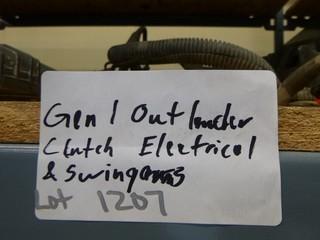 Gen 1 Outlander
Clutch Electrical
& Swingarms
Lot 1207